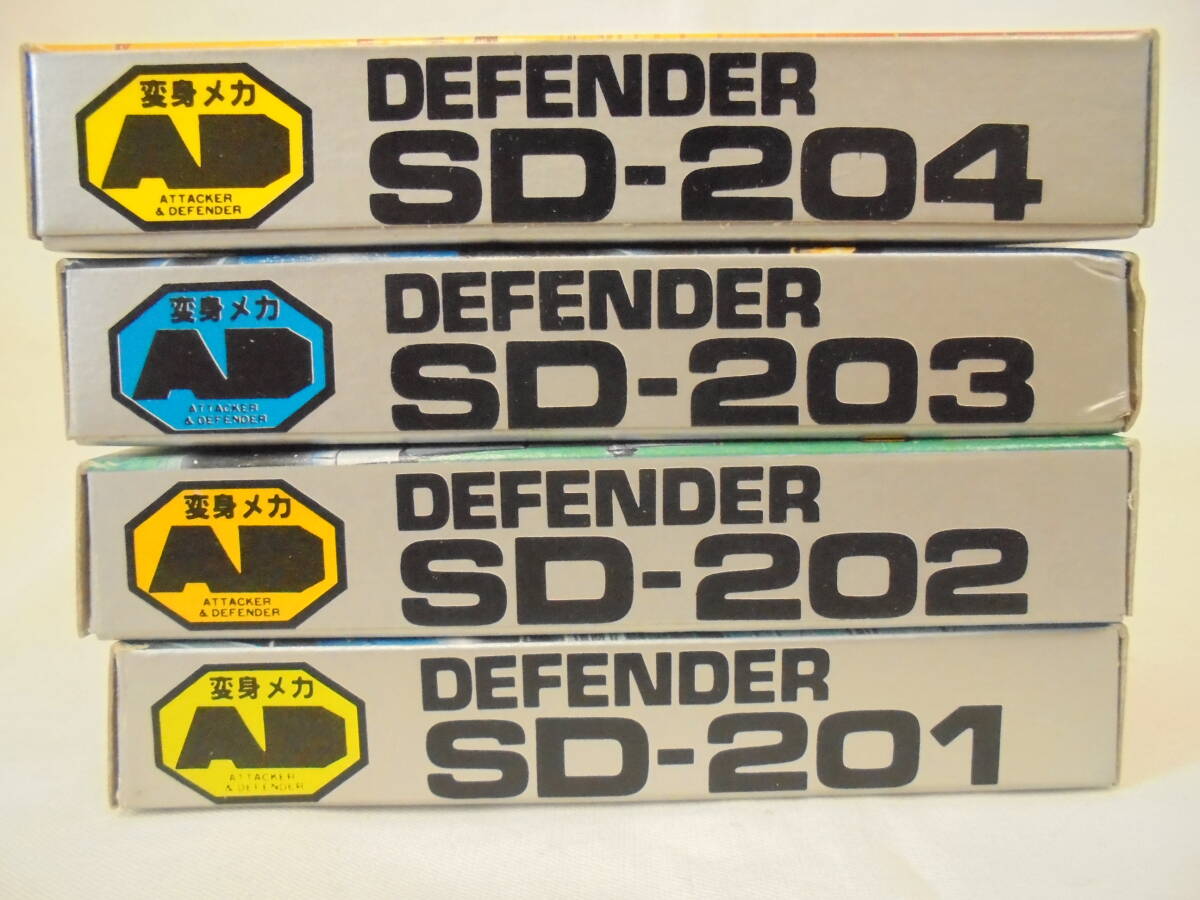 変身メカ
AD
ATTACKER
& DEFENDER
DEFENDER
SD-204
変身メカ
AD
ATTACKER
& DEFENDER
DEFENDER
SD-203
変身メカ
AD
ATTACKER
& DEFENDER
DEFENDER
SD-202
変身メカ
AD
ATTACKER
& DEFENDER
DEFENDER
SD-201